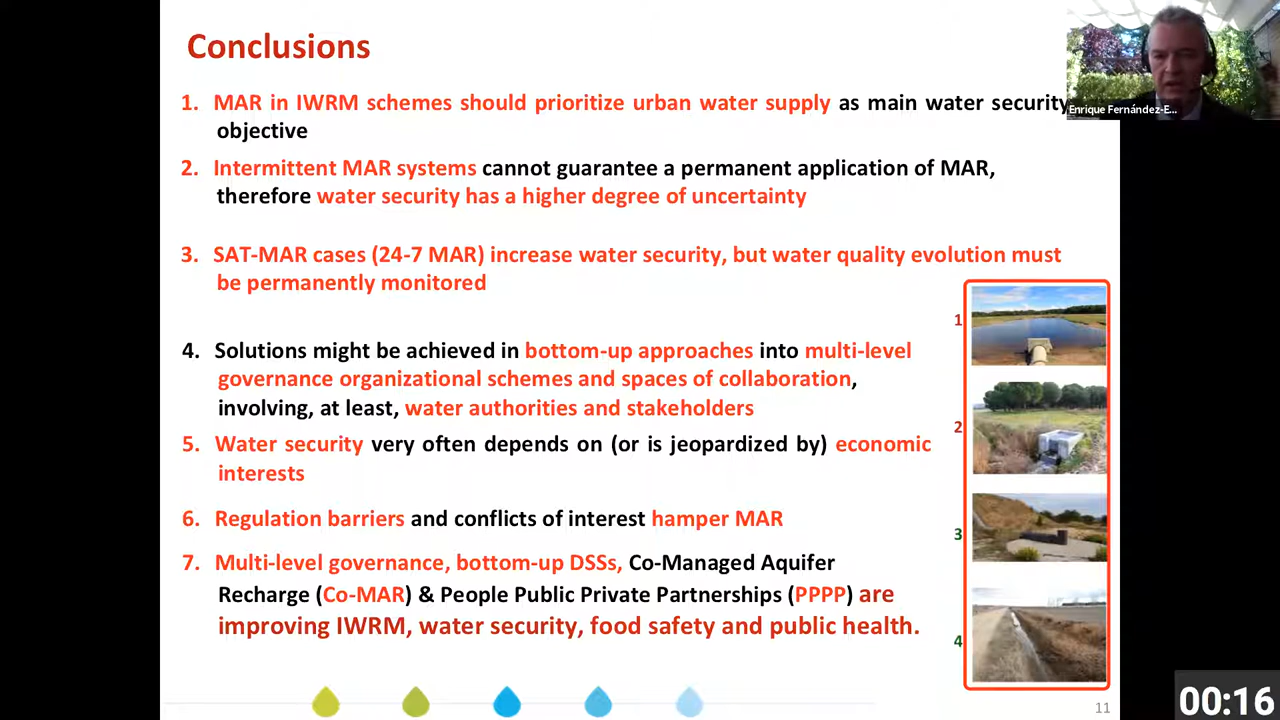 Conclusions
1. MAR in IWRM schemes should prioritize urban water supply as main water security
objective
Enrique Fernández-E...
2. Intermittent MAR systems cannot guarantee a permanent application of MAR,
therefore water security has a higher degree of uncertainty
3. SAT-MAR cases (24-7 MAR) increase water security, but water quality evolution must
be permanently monitored
4. Solutions might be achieved in bottom-up approaches into multi-level
governance organizational schemes and spaces of collaboration,
involving, at least, water authorities and stakeholders
5. Water security very often depends on (or is jeopardized by) economic
interests
6. Regulation barriers and conflicts of interest hamper MAR
7. Multi-level governance, bottom-up DSSs, Co-Managed Aquifer
Recharge (Co-MAR) & People Public Private Partnerships (PPPP) are
improving IWRM, water security, food safety and public health.
1
2
3
4
11
00:16